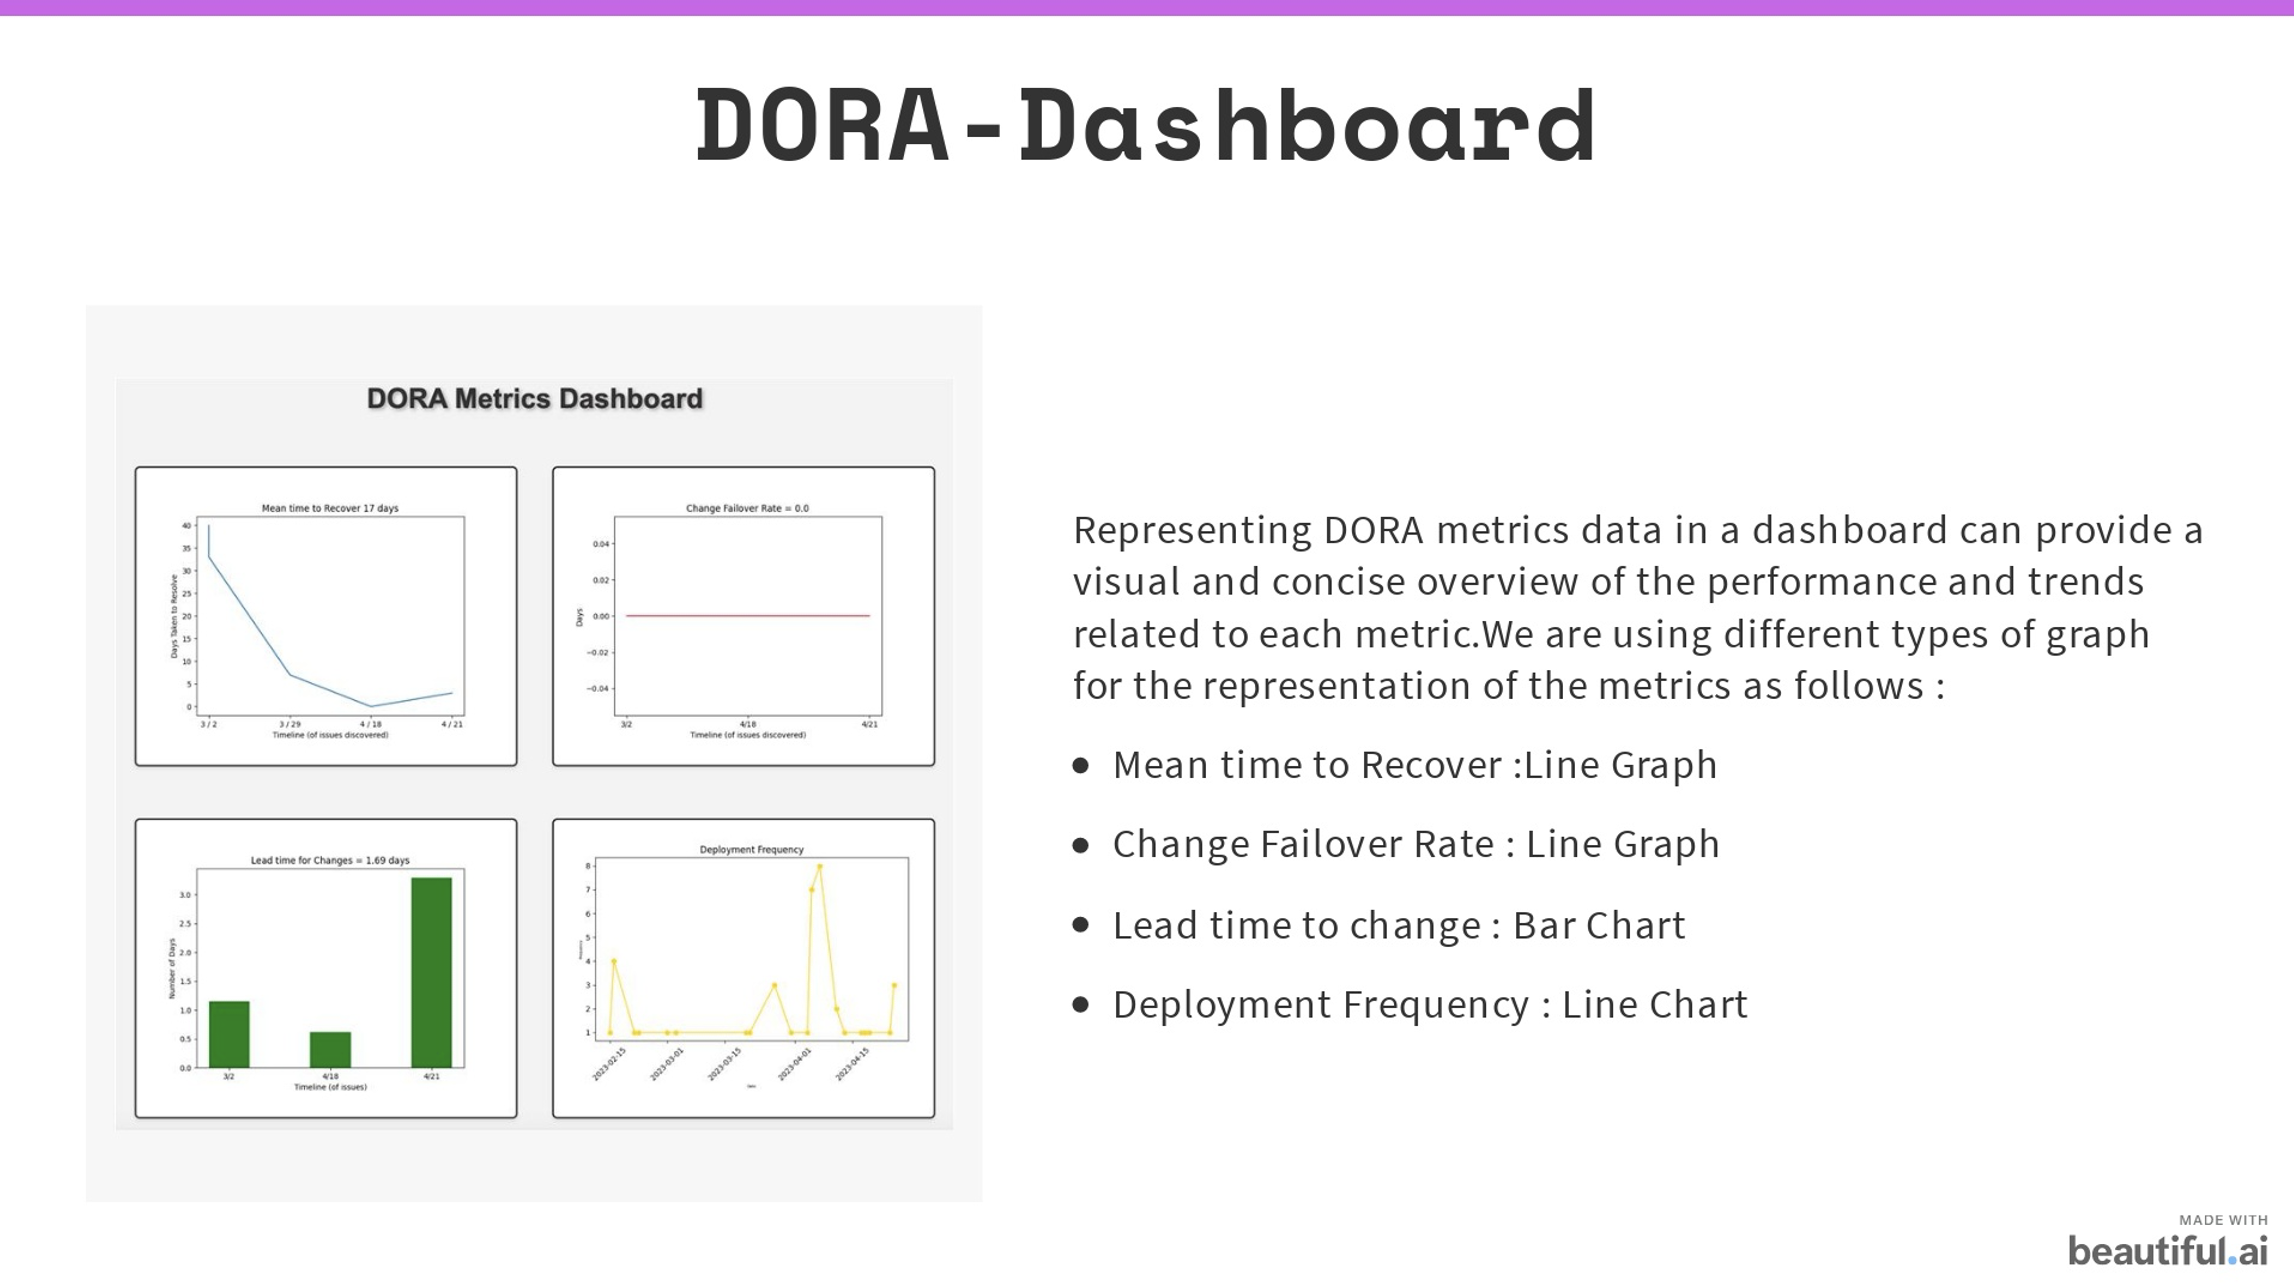 DORA-Dashboard
DORA Metrics Dashboard
Mean time to Recover 17 days
40
35
30
25
20
15
10
5
0
Days Taken to Resolve
3 / 2
3 / 29
4 / 18
4 / 21
Timeline (of issues discovered)
Change Failover Rate = 0.0
0.04
0.02
0.00
−0.02
−0.04
Days
3/2
4/18
4/21
Timeline (of issues discovered)
Lead time for Changes = 1.69 days
3.0
2.5
2.0
1.5
1.0
0.5
0.0
Number of Days
3/2
4/18
4/21
Timeline (of issues)
Deployment Frequency
8
7
6
5
4
3
2
1
2023-02-15
2023-03-01
2023-03-15
2023-04-01
2023-04-15
Representing DORA metrics data in a dashboard can provide a
visual and concise overview of the performance and trends
related to each metric.We are using different types of graph
for the representation of the metrics as follows :
• Mean time to Recover :Line Graph
• Change Failover Rate : Line Graph
• Lead time to change : Bar Chart
• Deployment Frequency : Line Chart
MADE WITH
beautiful.ai